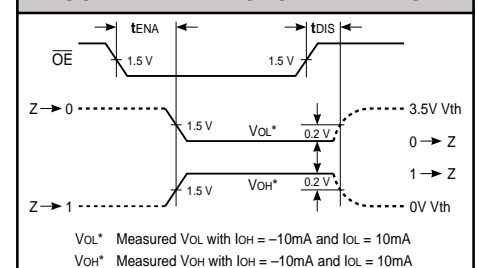 tENA
tDIS
OE
1.5 V
1.5 V
Z → 0
3.5V Vth
1.5 V
VOL*
0.2 V
0 → Z
1 → Z
1.5 V
VOH*
0.2 V
Z → 1
0V Vth
VOL* Measured VOL with IOH = –10mA and IOL = 10mA
VOH* Measured VOH with IOH = –10mA and IOL = 10mA